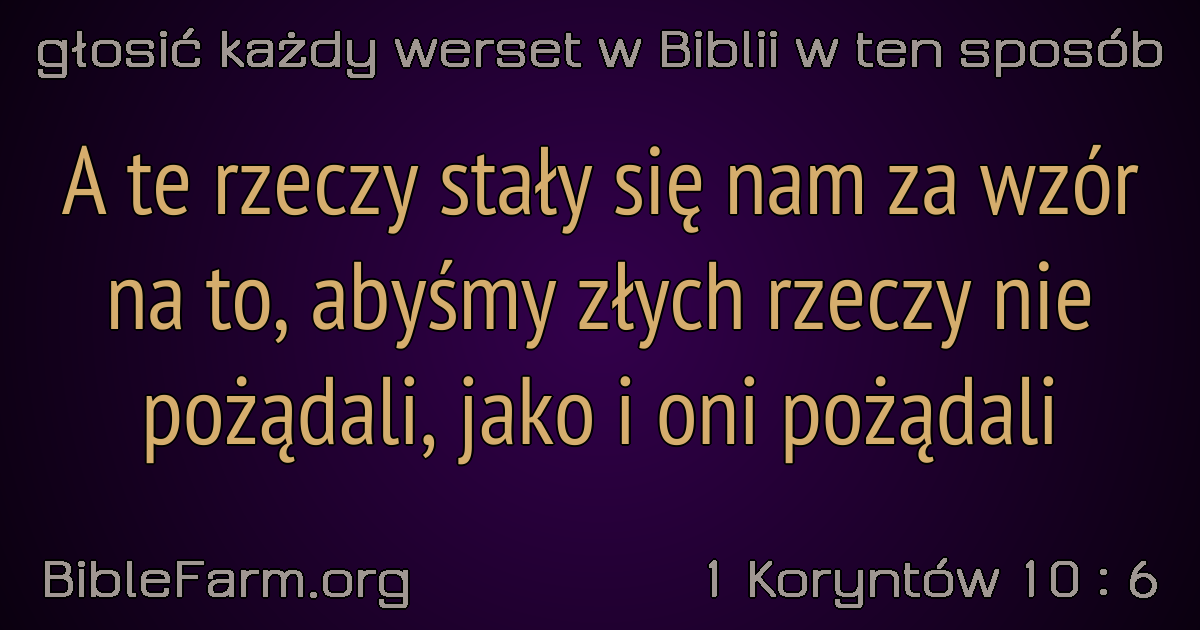 głosić każdy werset w Biblii w ten sposób
A te rzeczy stały się nam za wzór
na to, abyśmy złych rzeczy nie
pożądali, jako i oni pożądali
BibleFarm.org
1 Koryntów 10 : 6